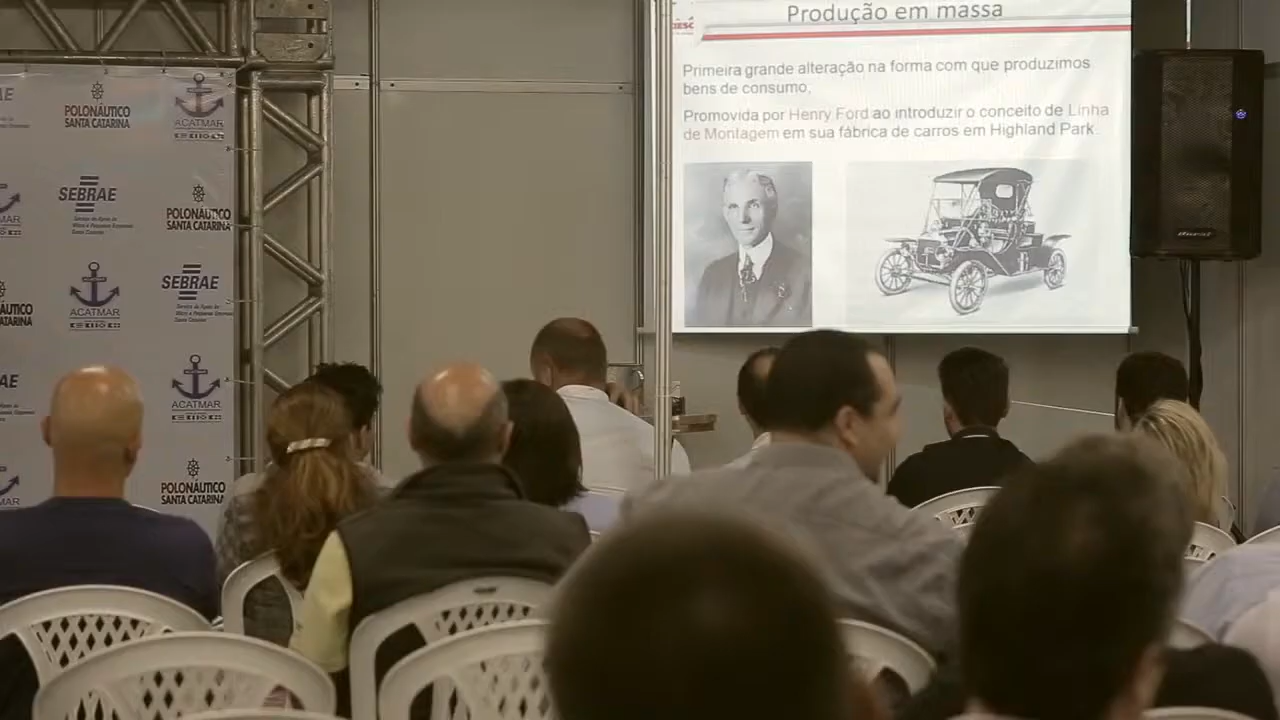 Produção em massa
Primeira grande alteração na forma com que produzimos
bens de consumo;
Promovida por Henry Ford ao introduzir o conceito de Linha
de Montagem em sua fábrica de carros em Highland Park.
POLONÁUTICO
SANTA CATARINA
ACATMAR
SEBRAE
POLONÁUTICO
SANTA CATARINA
ACATMAR
SEBRAE
ACATMAR
POLONÁUTICO
SANTA CATARINA